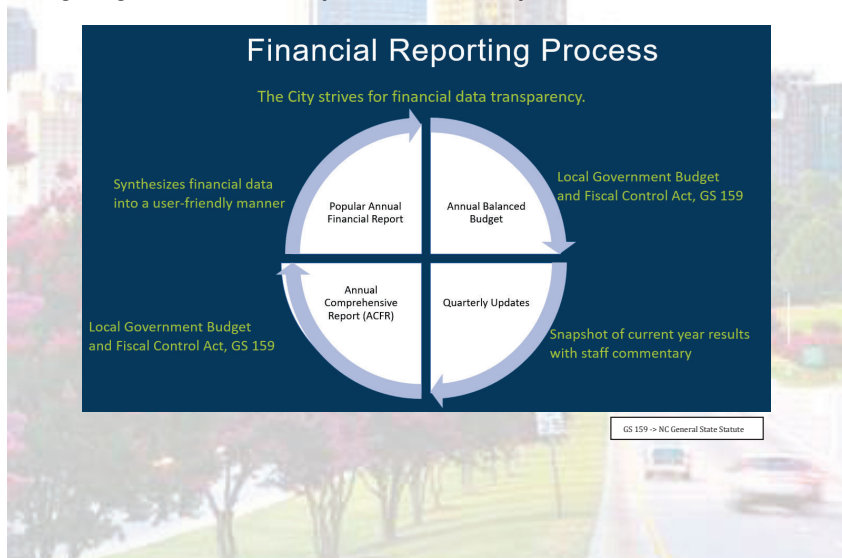 Financial Reporting Process
The City strives for financial data transparency.
Synthesizes financial data
into a user-friendly manner
Popular Annual
Financial Report
Annual Balanced
Budget
Local Government Budget
and Fiscal Control Act, GS 159
Local Government Budget
and Fiscal Control Act, GS 159
Annual
Comprehensive
Report (ACFR)
Quarterly Updates
Snapshot of current year results
with staff commentary
GS 159 -> NC General State Statute